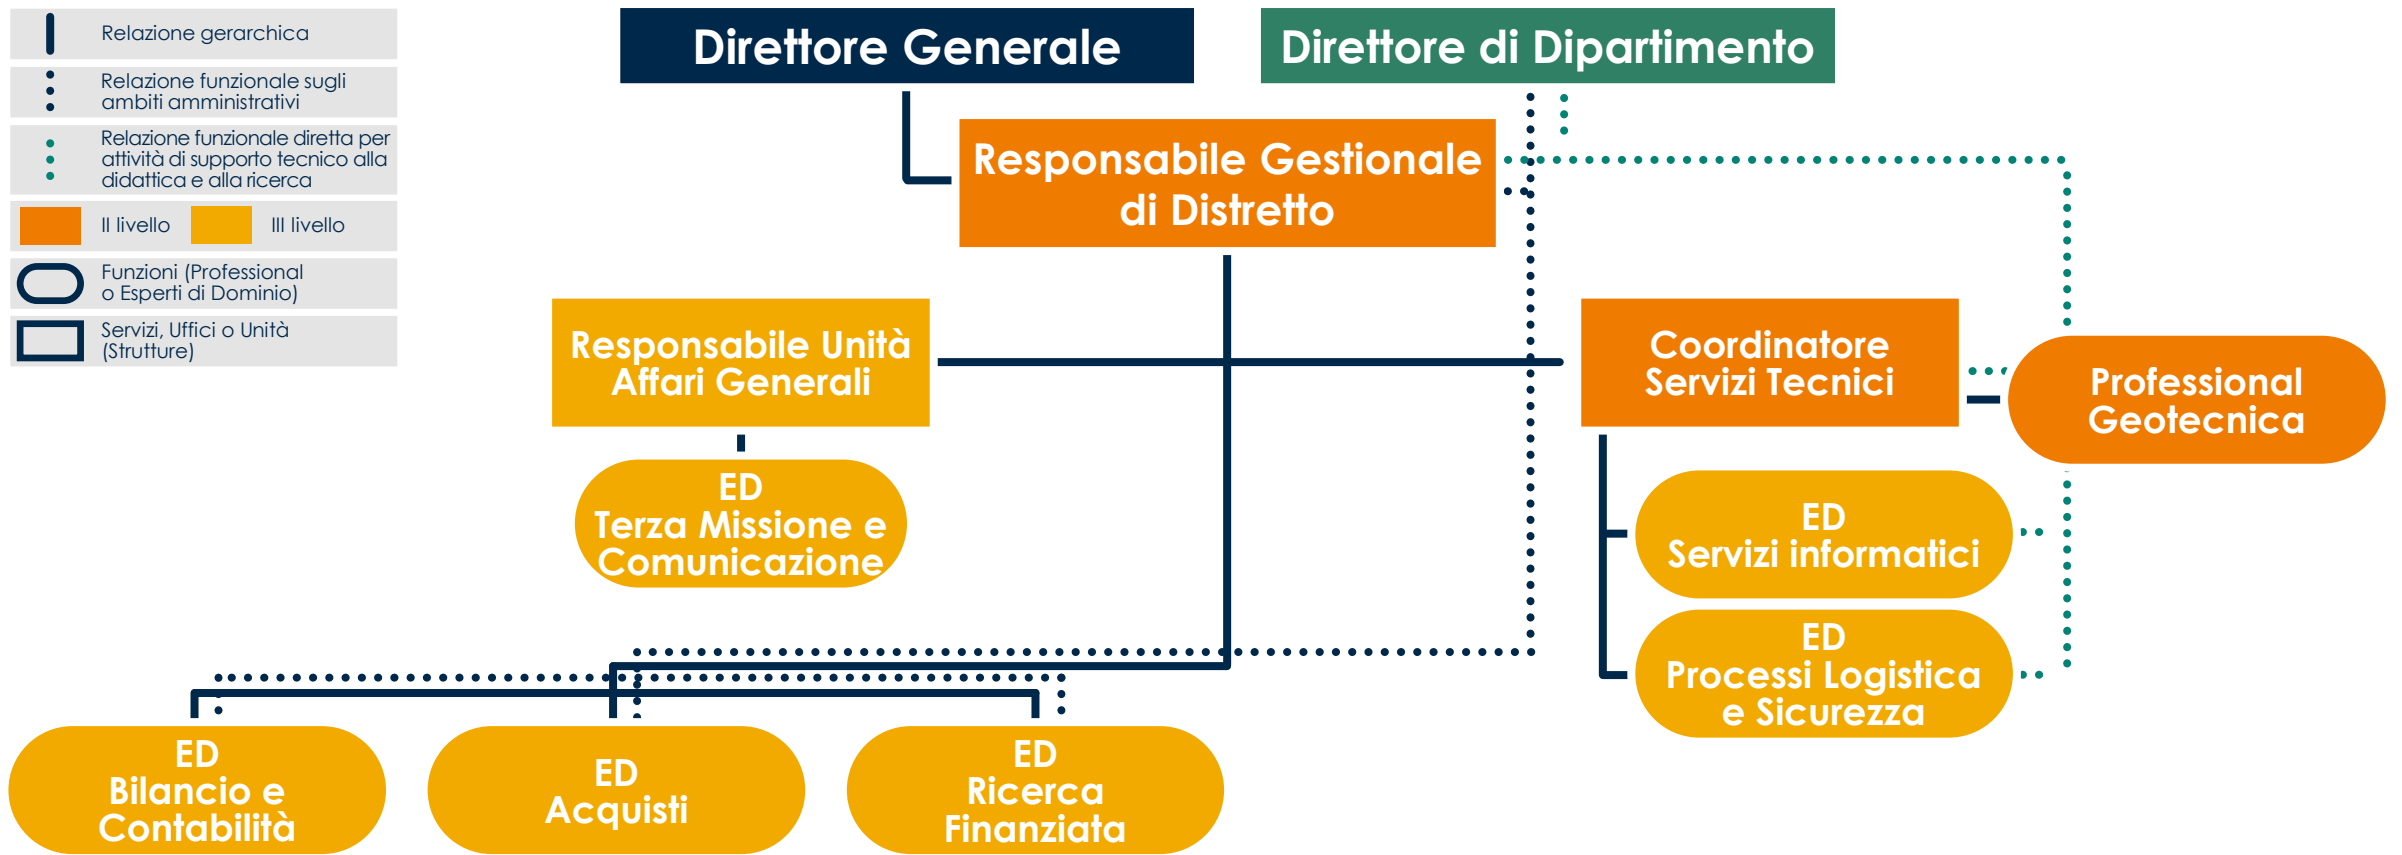 Relazione gerarchica
Relazione funzionale sugli
ambiti amministrativi
Relazione funzionale diretta per
attività di supporto tecnico alla
didattica e alla ricerca
II livello
III livello
Funzioni (Professional
o Esperti di Dominio)
Servizi, Uffici o Unità
(Strutture)
Direttore Generale
Direttore di Dipartimento
Responsabile Gestionale
di Distretto
Responsabile Unità
Affari Generali
Coordinatore
Servizi Tecnici
Professional
Geotecnica
ED
Terza Missione e
Comunicazione
ED
Servizi informatici
ED
Processi Logistica
e Sicurezza
ED
Bilancio e
Contabilità
ED
Acquisti
ED
Ricerca
Finanziata